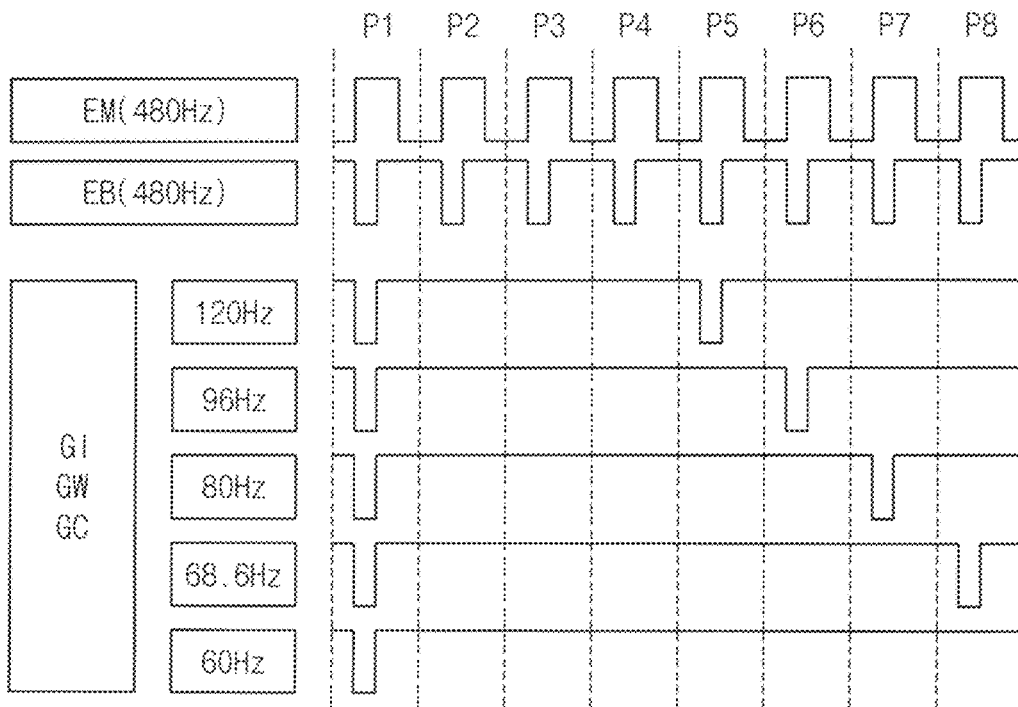 P1 P2 P3 P4 P5 P6 P7 P8
EM(480Hz)
EB(480Hz)
GI
GW
GC
120Hz
96Hz
80Hz
68.6Hz
60Hz